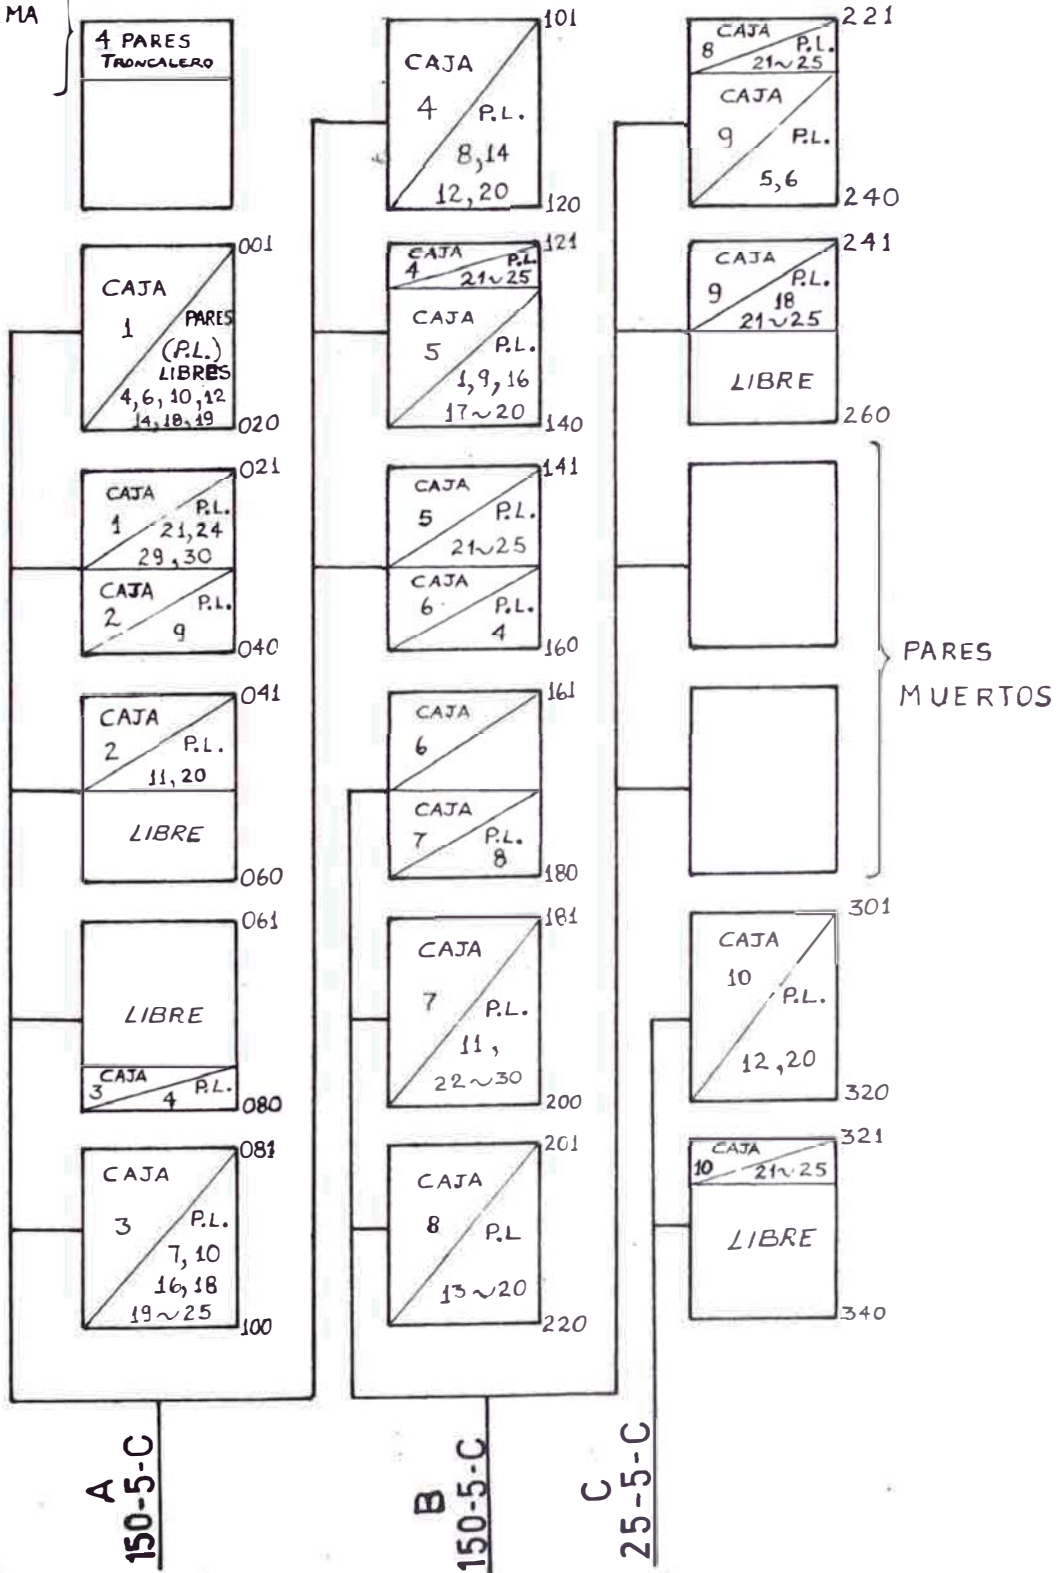 MA
4 PARES
TRONCALERO
001
CAJA
1
PARES
(P.L.)
LIBRES
4, 6, 10, 12
14, 18, 19
020
021
CAJA
1
P.L.
21, 24
29, 30
CAJA
2
P.L.
9
040
041
CAJA
2
P.L.
11, 20
LIBRE
060
061
LIBRE
CAJA
3
4
P.L.
080
081
CAJA
3
P.L.
7, 10
16, 18
19~25
100
A
150-5-C
101
CAJA
4
P.L.
8, 14
12, 20
120
121
CAJA
4
P.L.
21~25
CAJA
5
P.L.
1, 9, 16
17~20
140
141
CAJA
5
P.L.
21~25
CAJA
6
P.L.
4
160
161
CAJA
6
CAJA
7
P.L.
8
180
181
CAJA
7
P.L.
11,
22~30
200
201
CAJA
8
P.L
13~20
220
B
150-5-C
221
CAJA
8
P.L.
21~25
CAJA
9
P.L.
5, 6
240
241
CAJA
9
P.L.
18
21~25
LIBRE
260
PARES
MUERTOS
301
CAJA
10
P.L.
12, 20
320
321
CAJA
10
21~25
LIBRE
340
C
25-5-C